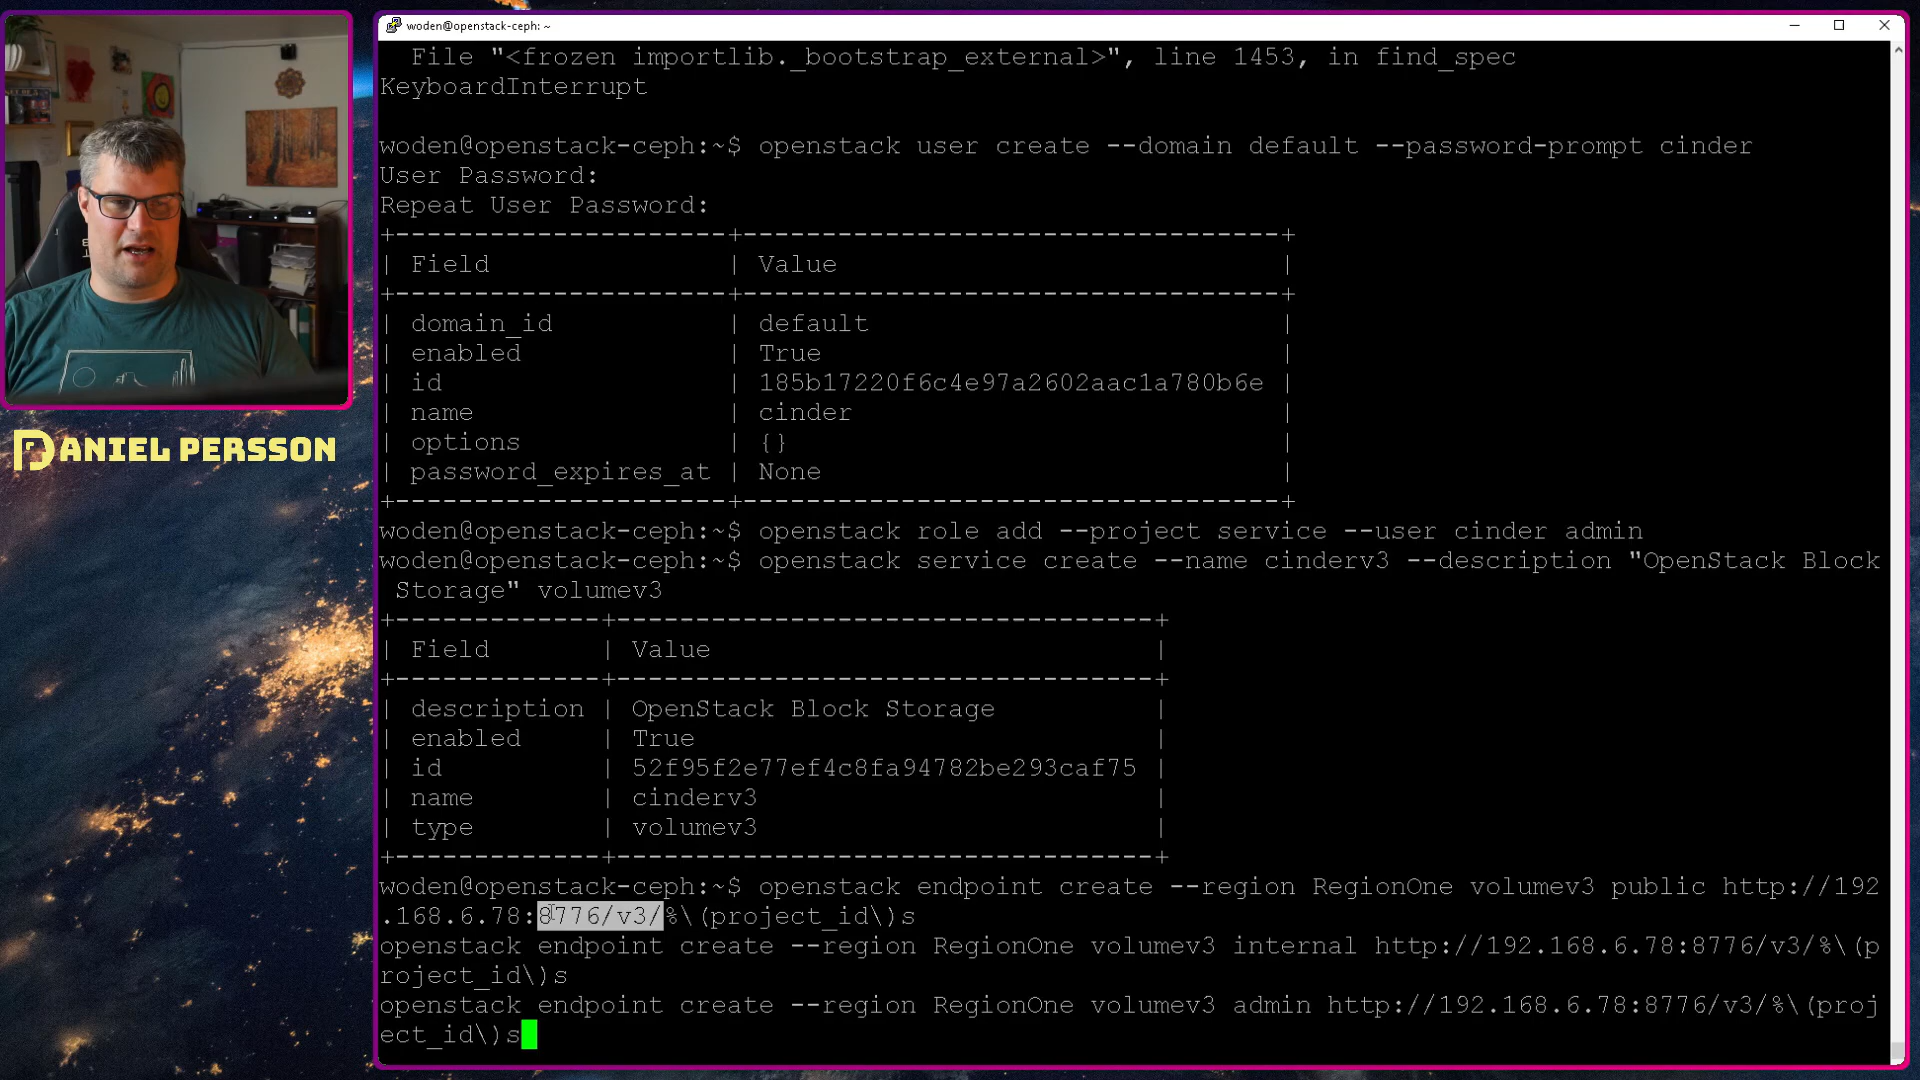 woden@openstack-ceph: ~
File "<frozen importlib._bootstrap_external>", line 1453, in find_spec
KeyboardInterrupt
woden@openstack-ceph:~$ openstack user create --domain default --password-prompt cinder
User Password:
Repeat User Password:
+----------------------+-----------------------------------+
| Field | Value |
+----------------------+-----------------------------------+
| domain_id | default |
| enabled | True |
| id | 185b17220f6c4e97a2602aac1a780b6e |
| name | cinder |
| options | {} |
| password_expires_at | None |
+----------------------+-----------------------------------+
woden@openstack-ceph:~$ openstack role add --project service --user cinder admin
woden@openstack-ceph:~$ openstack service create --name cinderv3 --description "OpenStack Block
Storage" volumev3
+-------------+-----------------------------------+
| Field | Value |
+-------------+-----------------------------------+
| description | OpenStack Block Storage |
| enabled | True |
| id | 52f95f2e77ef4c8fa94782be293caf75 |
| name | cinderv3 |
| type | volumev3 |
+-------------+-----------------------------------+
woden@openstack-ceph:~$ openstack endpoint create --region RegionOne volumev3 public http://192
.168.6.78:8776/v3/%\(project_id\)s
openstack endpoint create --region RegionOne volumev3 internal http://192.168.6.78:8776/v3/%\(p
roject_id\)s
openstack endpoint create --region RegionOne volumev3 admin http://192.168.6.78:8776/v3/%\(proj
ect_id\)s
DANIEL PERSSON